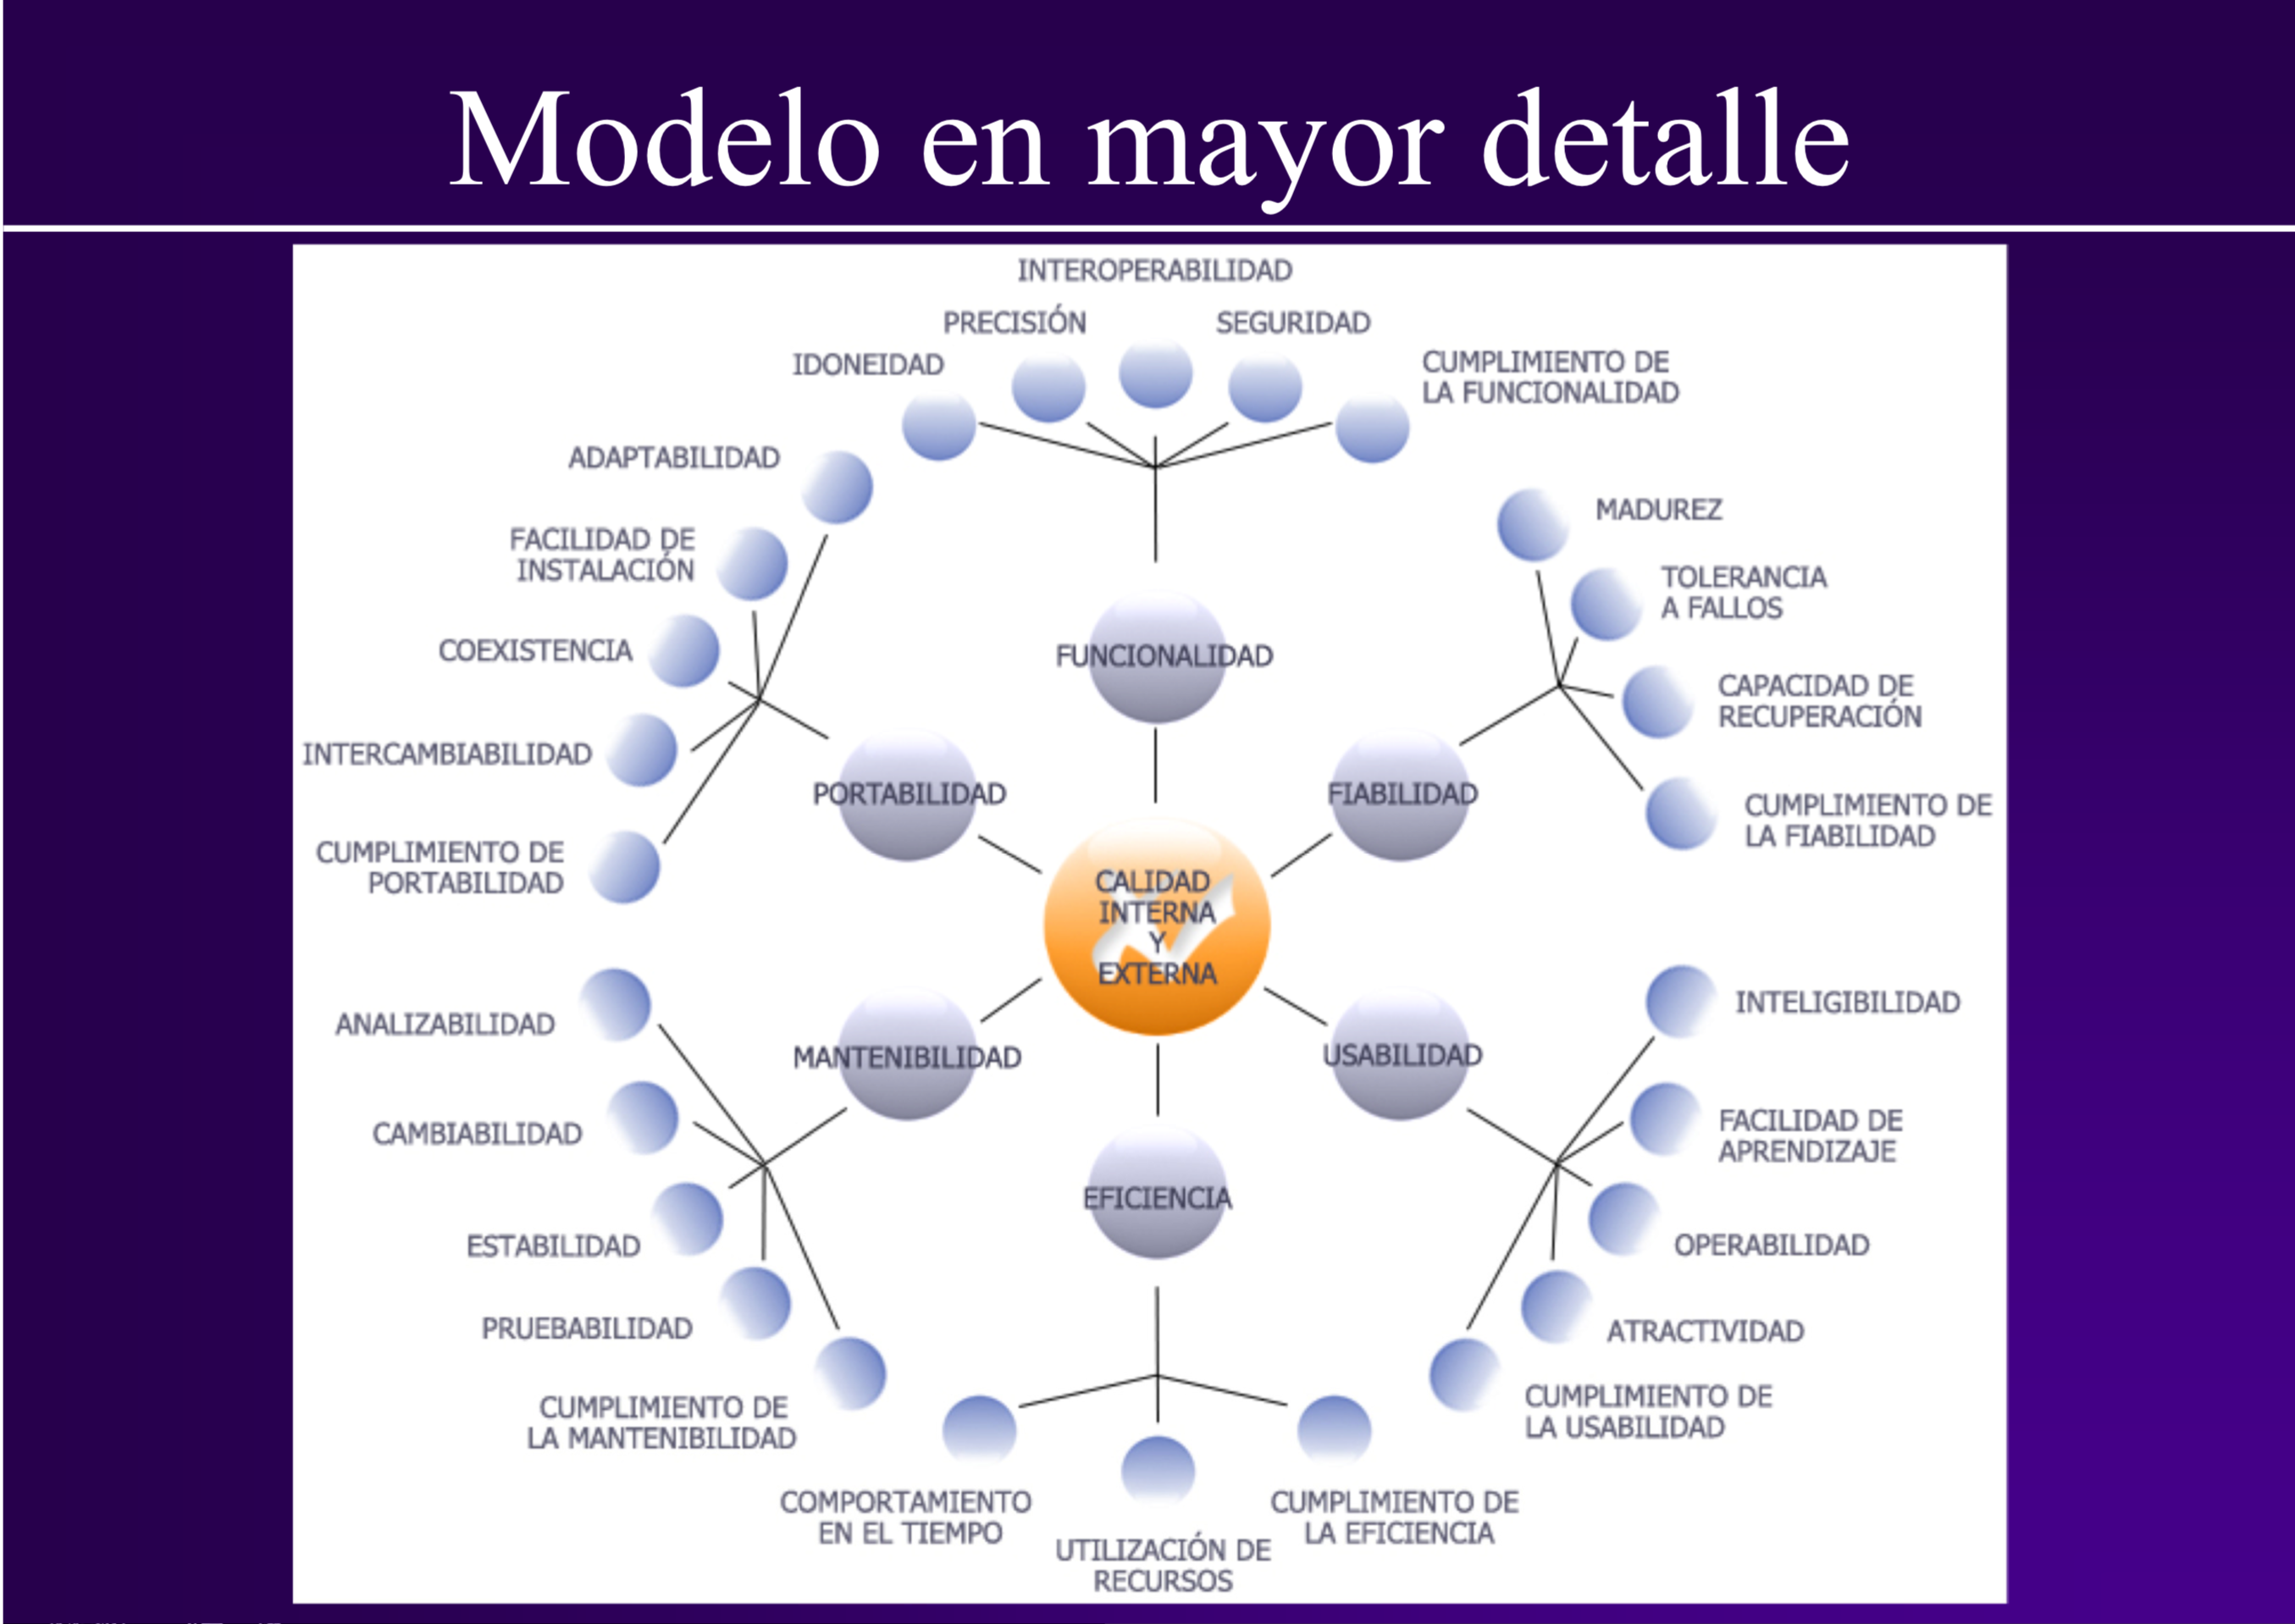 Modelo en mayor detalle
INTEROPERABILIDAD
PRECISIÓN
SEGURIDAD
IDONEIDAD
CUMPLIMIENTO DE
LA FUNCIONALIDAD
FUNCIONALIDAD
ADAPTABILIDAD
FACILIDAD DE
INSTALACIÓN
COEXISTENCIA
INTERCAMBIABILIDAD
CUMPLIMIENTO DE
PORTABILIDAD
PORTABILIDAD
MADUREZ
TOLERANCIA
A FALLOS
CAPACIDAD DE
RECUPERACIÓN
CUMPLIMIENTO DE
LA FIABILIDAD
FIABILIDAD
CALIDAD
INTERNA
Y
EXTERNA
ANALIZABILIDAD
CAMBIABILIDAD
ESTABILIDAD
PRUEBABILIDAD
CUMPLIMIENTO DE
LA MANTENIBILIDAD
MANTENIBILIDAD
USABILIDAD
INTELIGIBILIDAD
FACILIDAD DE
APRENDIZAJE
OPERABILIDAD
ATRACTIVIDAD
CUMPLIMIENTO DE
LA USABILIDAD
EFICIENCIA
COMPORTAMIENTO
EN EL TIEMPO
UTILIZACIÓN DE
RECURSOS
CUMPLIMIENTO DE
LA EFICIENCIA